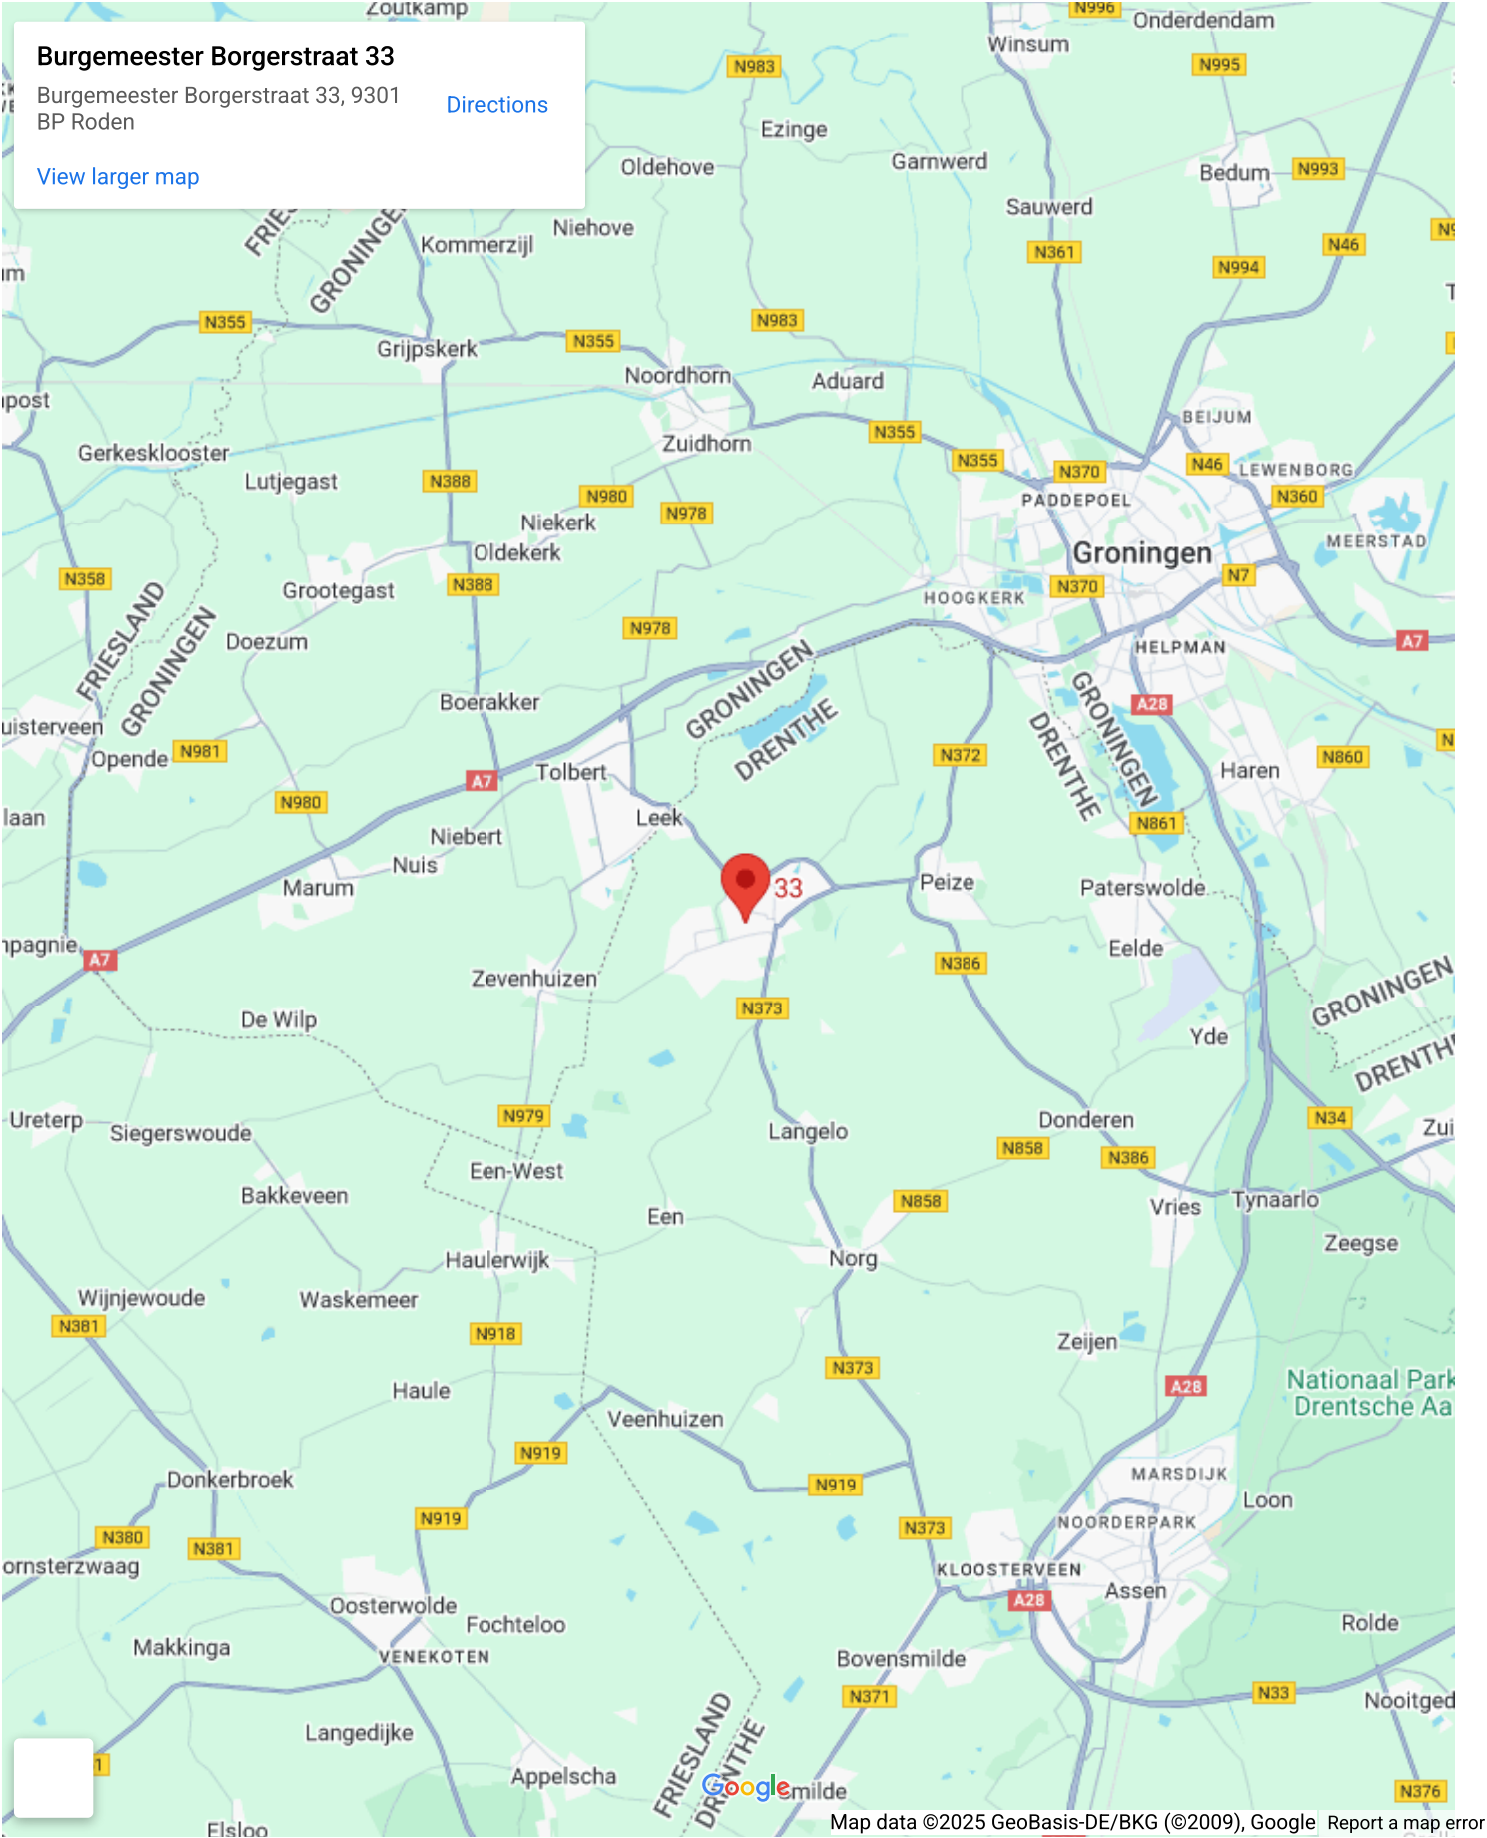 Zoutkamp
N996
Onderdendam
Burgemeester Borgerstraat 33
Burgemeester Borgerstraat 33, 9301
BP Roden
Directions
View larger map
Winsum
N983
N995
Ezinge
Oldehove
Garnwerd
Bedum
N993
Sauwerd
GRONINGEN
Niehove
Kommerzijl
N361
N46
N994
N355
N983
N355
Grijpskerk
Noordhorn
Aduard
BEIJUM
Zuidhorn
N355
N355
N370
N46
LEWENBORG
Gerkesklooster
Lutjegast
N388
N980
N978
PADDEPOEL
N360
Niekerk
Oldekerk
MEERSTAD
Groningen
N358
Grootegast
N388
N370
N7
HOOGKERK
FRIESLAND
GRONINGEN
Doezum
N978
A7
HELPMAN
GRONINGEN
DRENTHE
Boerakker
A28
GRONINGEN
DRENTHE
uisterveen
Opende
N981
N372
N860
Tolbert
A7
Haren
N980
laan
Leek
N861
Niebert
Nuis
Marum
33
Peize
Paterswolde
Eelde
A7
N386
Zevenhuizen
GRONINGEN
N373
De Wilp
Yde
Ureterp
Siegerswoude
N979
Langelo
Donderen
N34
N858
N386
Een-West
Bakkeveen
N858
Vries
Tynaarlo
Een
Zeegse
Haulerwijk
Norg
Wijnjewoude
Waskemeer
N381
N918
Zeijen
N373
Haule
A28
Nationaal Park
Drentsche Aa
Veenhuizen
N919
Donkerbroek
N919
MARSDIJK
Loon
N919
N373
NOORDERPARK
N380
N381
ornsterzwaag
KLOOSTERVEEN
Assen
A28
Oosterwolde
Fochteloo
Rolde
Makkinga
VENEKOTEN
Bovensmilde
N371
N33
Langedijke
FRIESLAND
DRENTHE
Appelscha
Google
Smilde
N376
Elsloo
Map data ©2025 GeoBasis-DE/BKG (©2009), Google
Report a map error